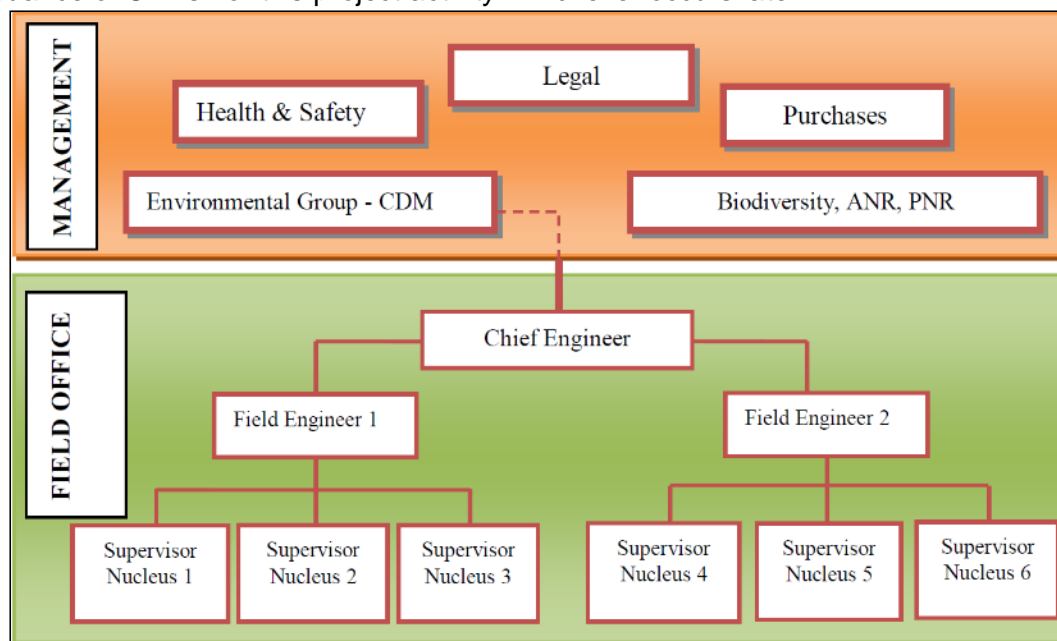 MANAGEMENT
Legal
Health & Safety
Purchases
Environmental Group - CDM
Biodiversity, ANR, PNR
FIELD OFFICE
Chief Engineer
Field Engineer 1
Field Engineer 2
Supervisor
Nucleus 1
Supervisor
Nucleus 2
Supervisor
Nucleus 3
Supervisor
Nucleus 4
Supervisor
Nucleus 5
Supervisor
Nucleus 6